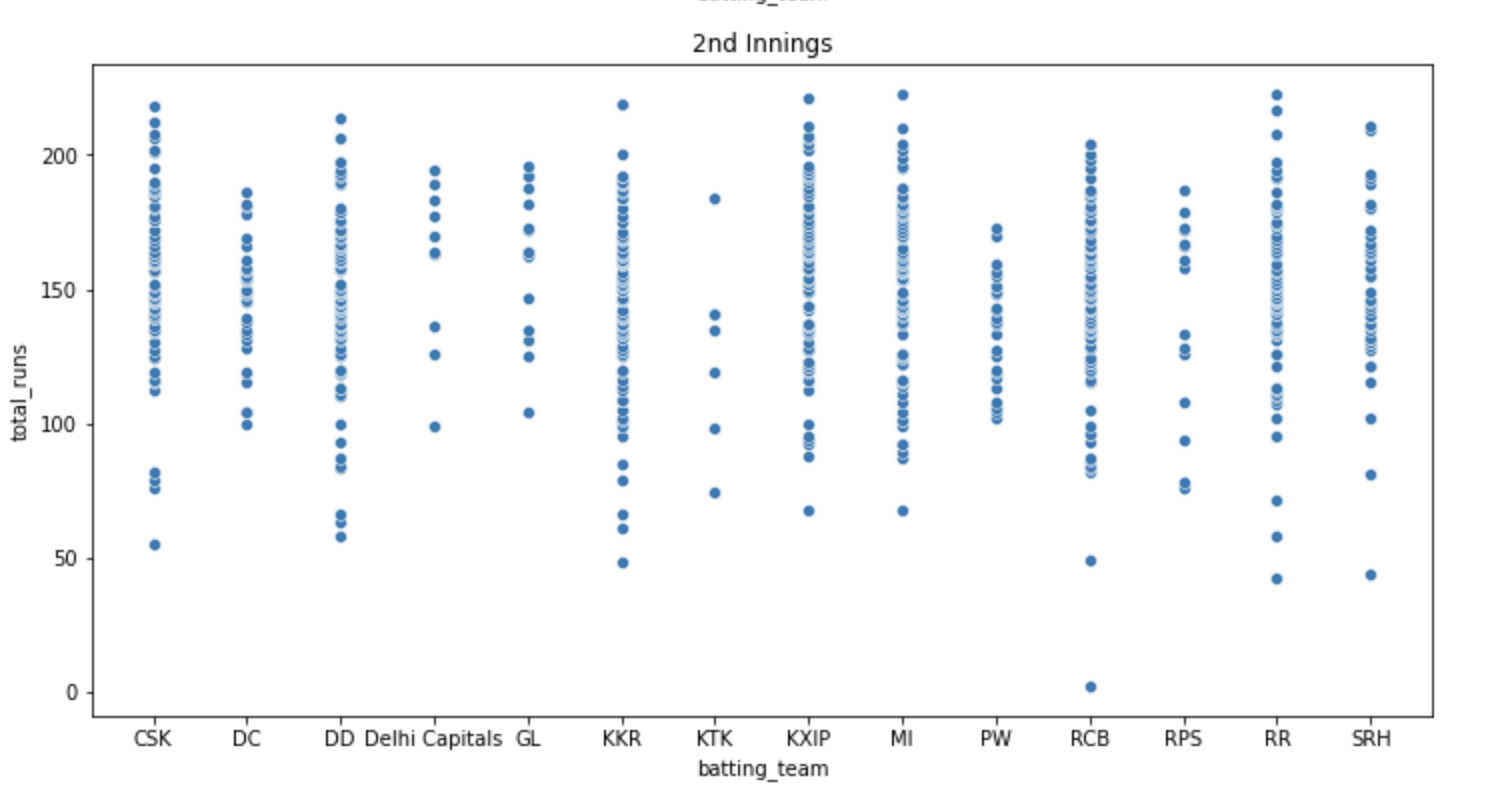 2nd Innings
200
150
100
50
0
total_runs
CSK DC DD Delhi Capitals GL KKR KTK KXIP MI PW RCB RPS RR SRH
batting_team